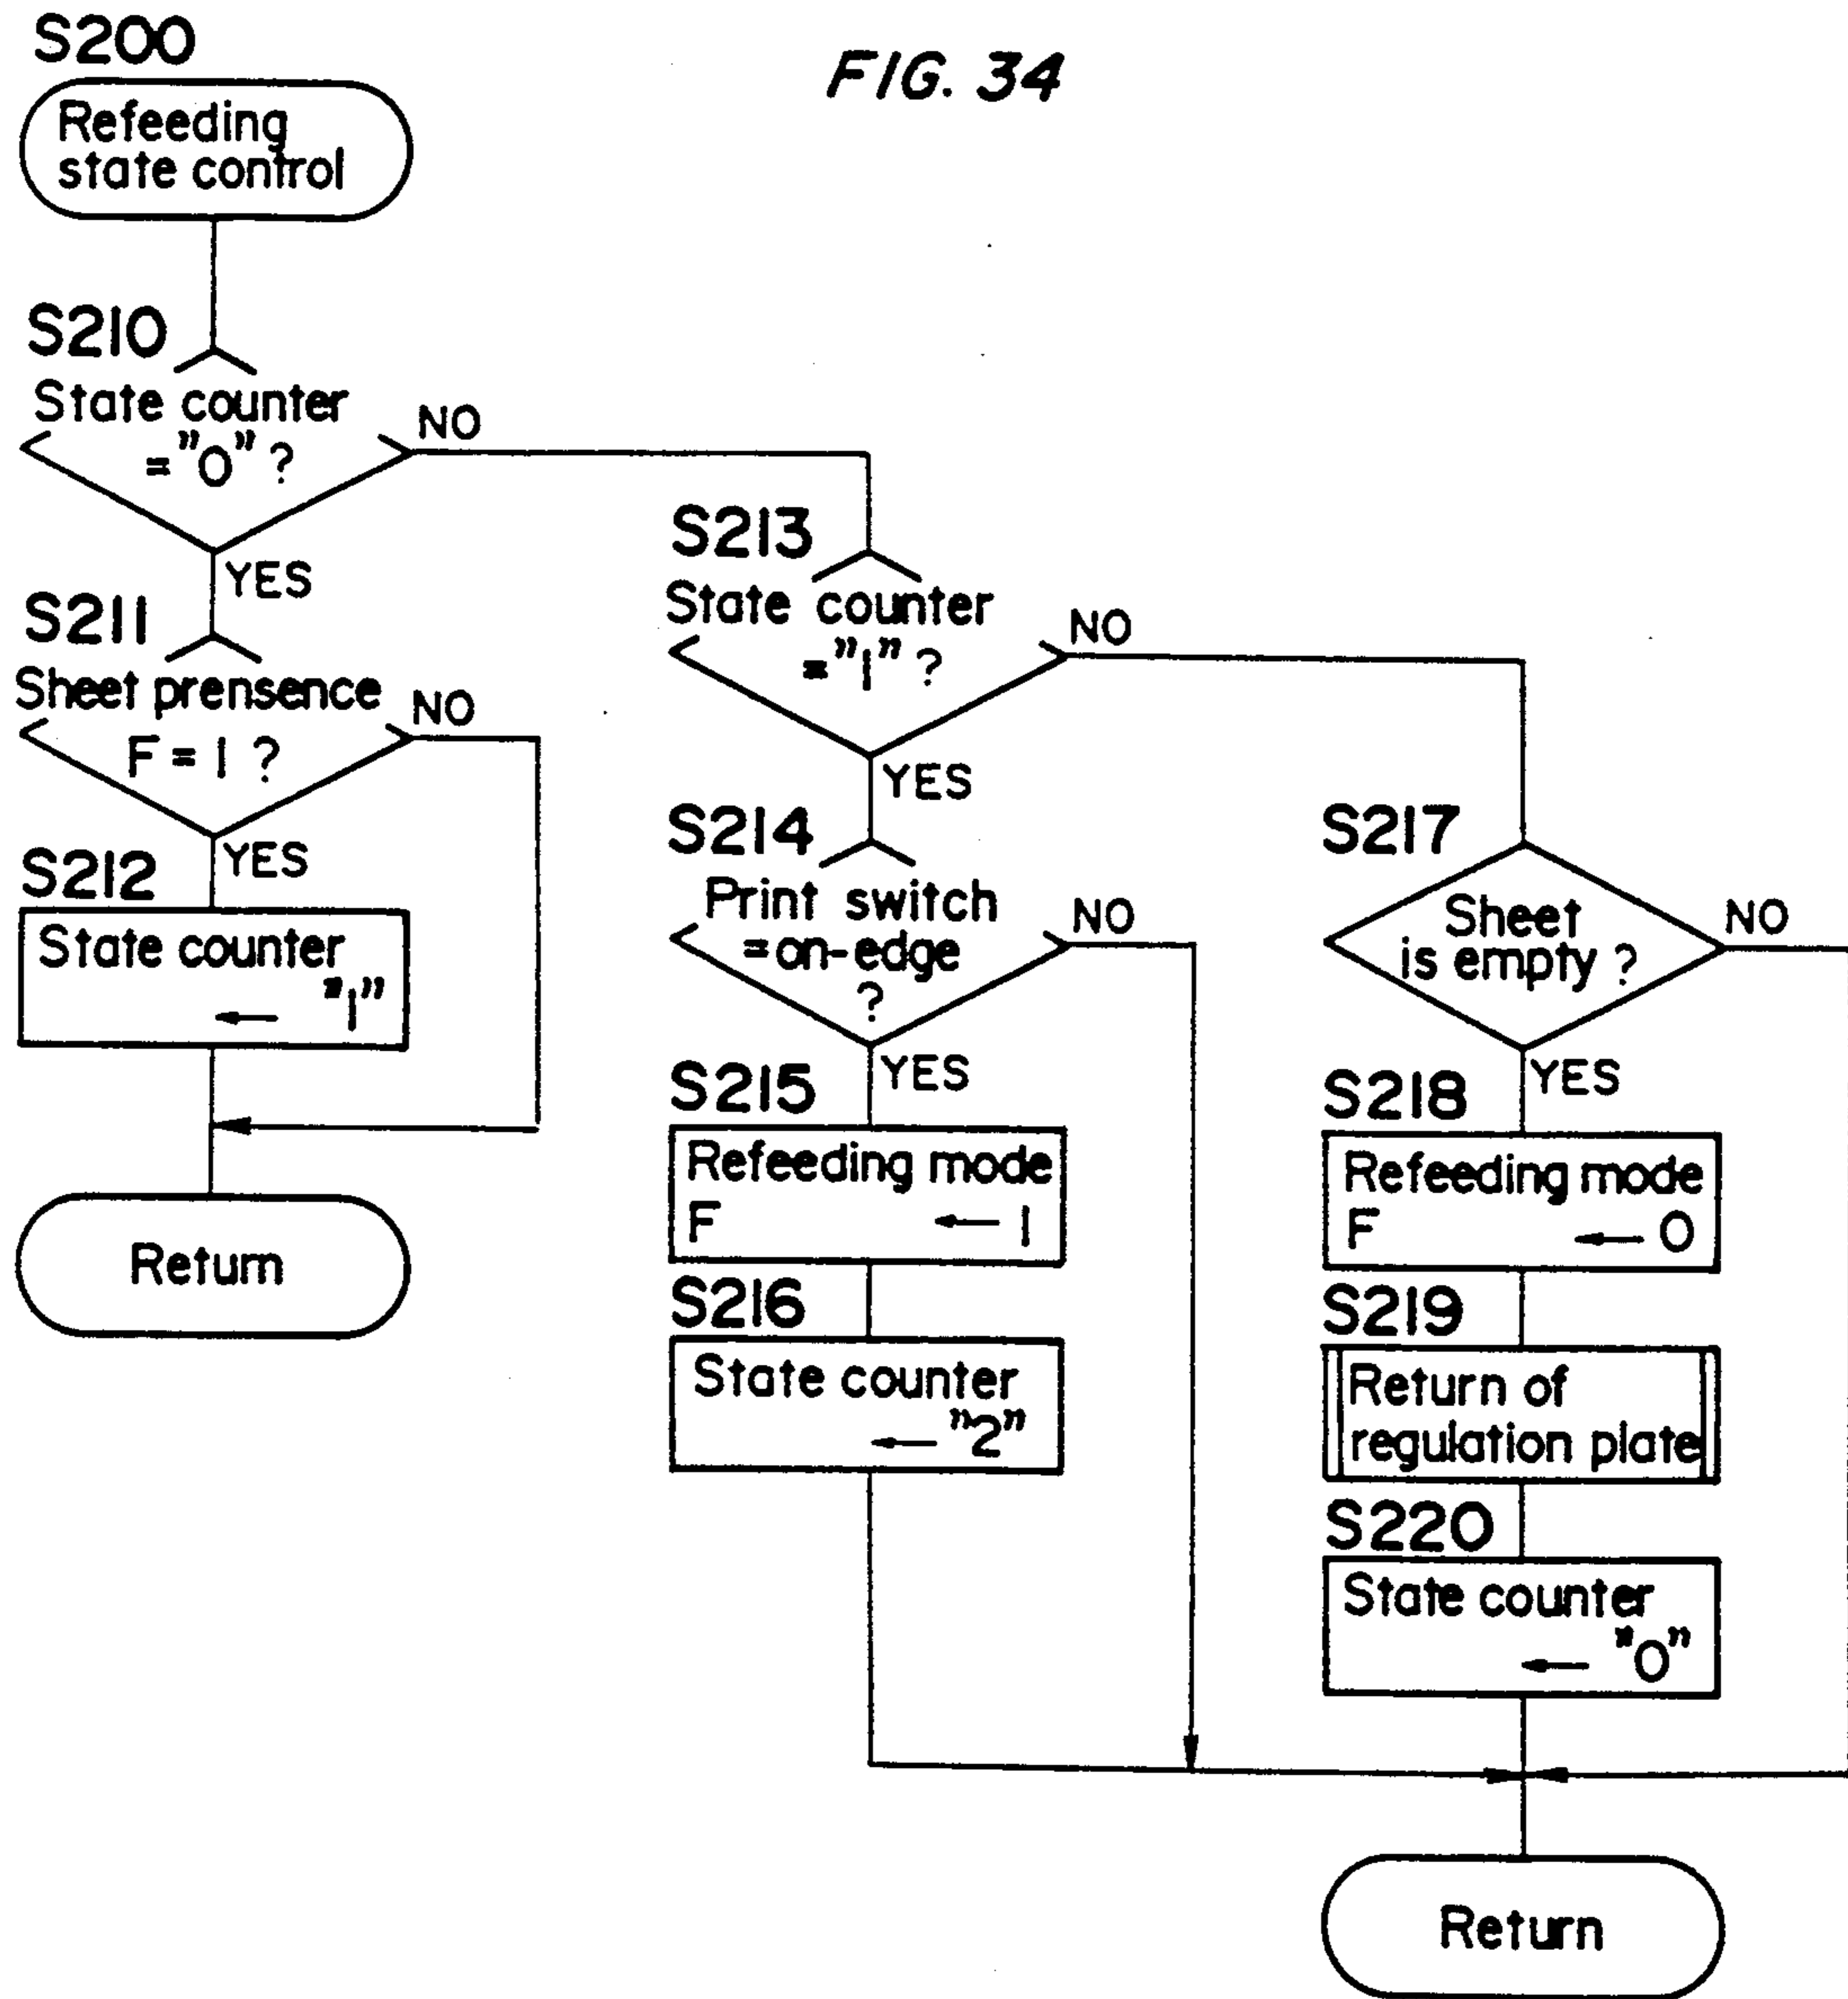 FIG. 34
S200
Refeeding
state control
S210
State counter
="0" ?
NO
YES
S211
Sheet prensence
F = 1 ?
NO
YES
S212
State counter
← "1"
Return
S213
State counter
="1" ?
NO
YES
S214
Print switch
=on-edge
?
NO
YES
S215
Refeeding mode
F ← 1
S216
State counter
← "2"
S217
Sheet
is empty ?
NO
YES
S218
Refeeding mode
F ← 0
S219
Return of
regulation plate
S220
State counter
← "0"
Return